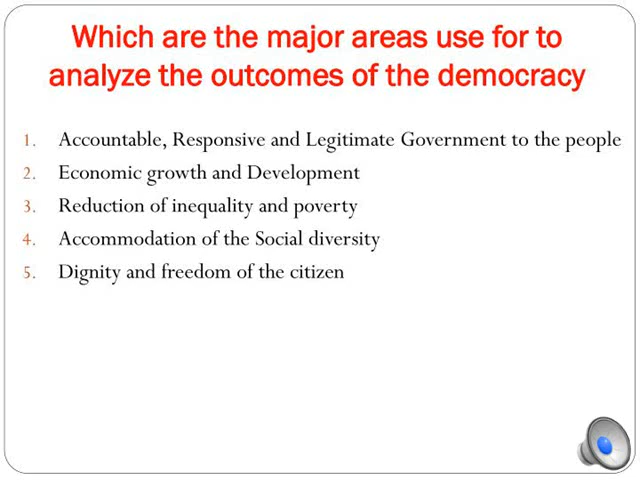 Which are the major areas use for to
analyze the outcomes of the democracy
1. Accountable, Responsive and Legitimate Government to the people
2. Economic growth and Development
3. Reduction of inequality and poverty
4. Accommodation of the Social diversity
5. Dignity and freedom of the citizen